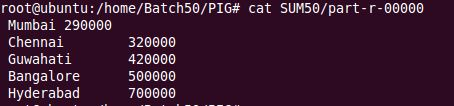 root@ubuntu:/home/Batch50/PIG# cat SUM50/part-r-00000
Mumbai 290000
Chennai 320000
Guwahati 420000
Bangalore 500000
Hyderabad 700000